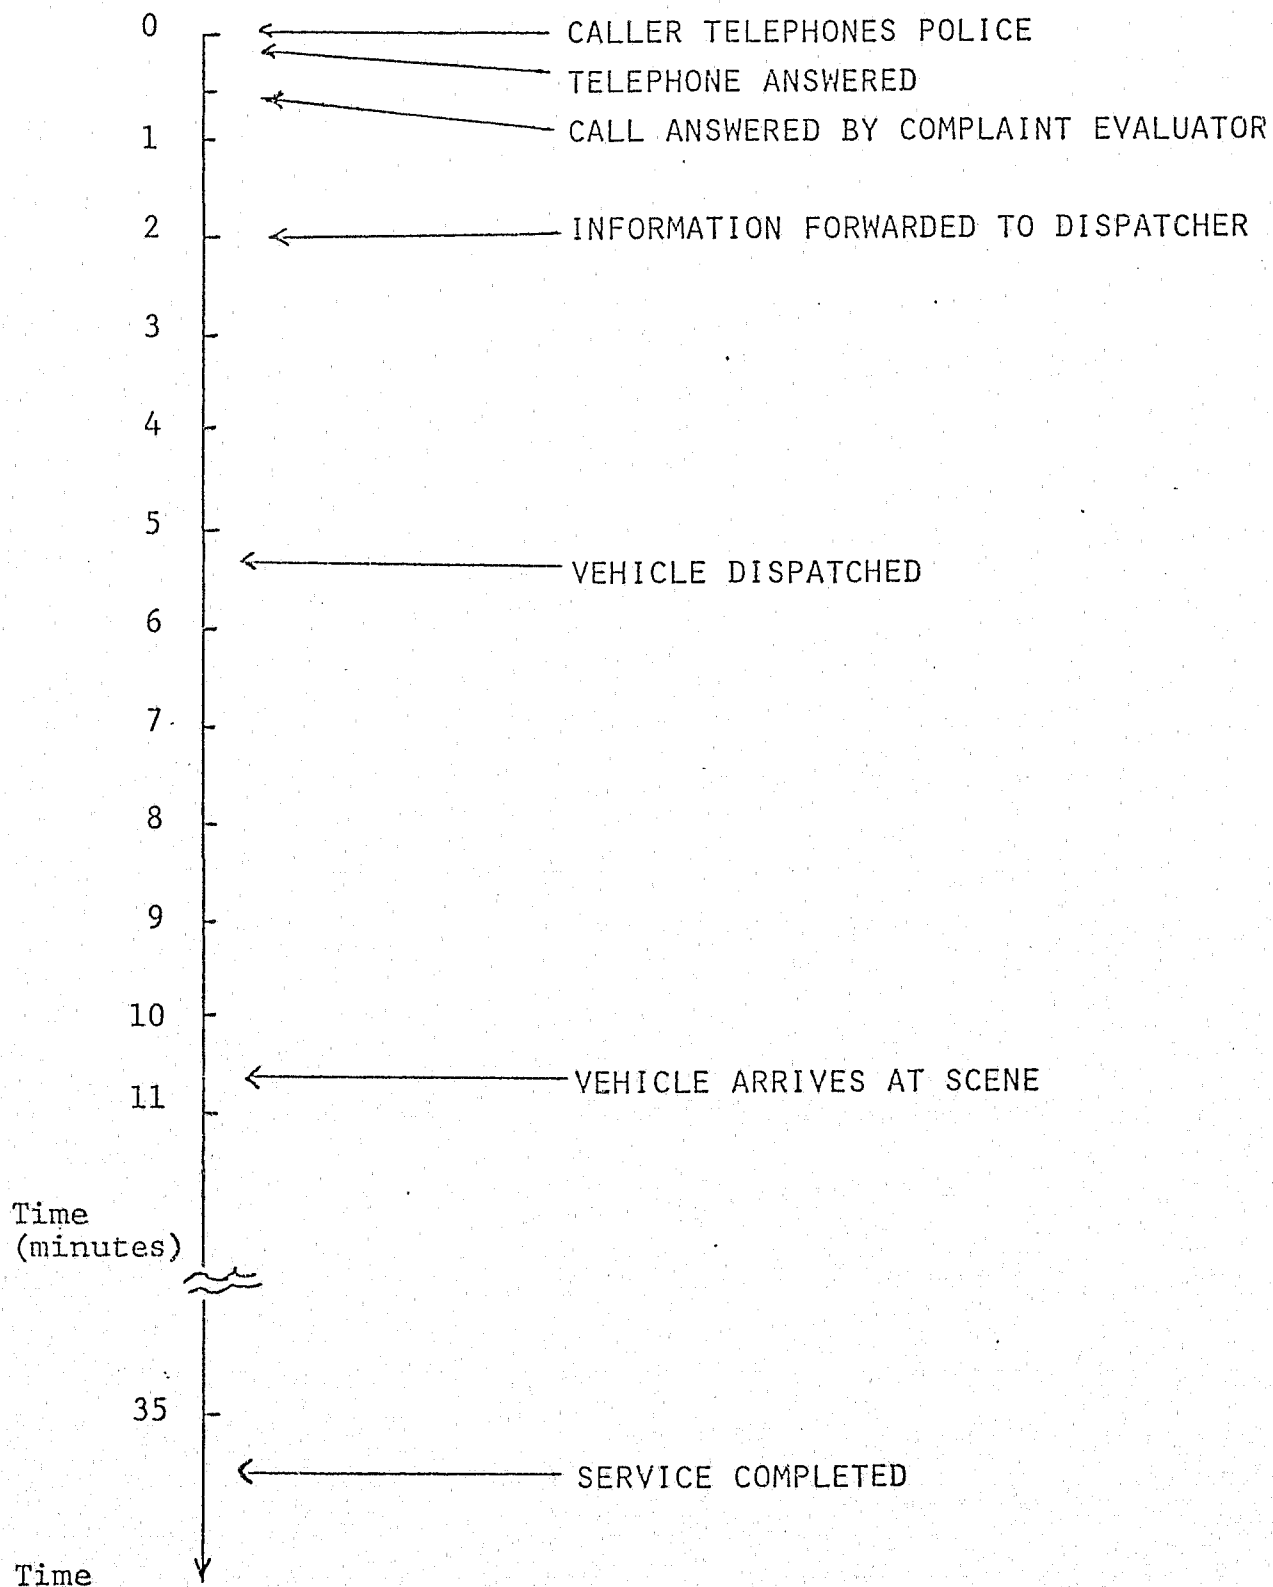 0 CALLER TELEPHONES POLICE
TELEPHONE ANSWERED
CALL ANSWERED BY COMPLAINT EVALUATOR
1
2 INFORMATION FORWARDED TO DISPATCHER
3
4
5
VEHICLE DISPATCHED
6
7
8
9
10
VEHICLE ARRIVES AT SCENE
11
Time
(minutes)
35
SERVICE COMPLETED
Time